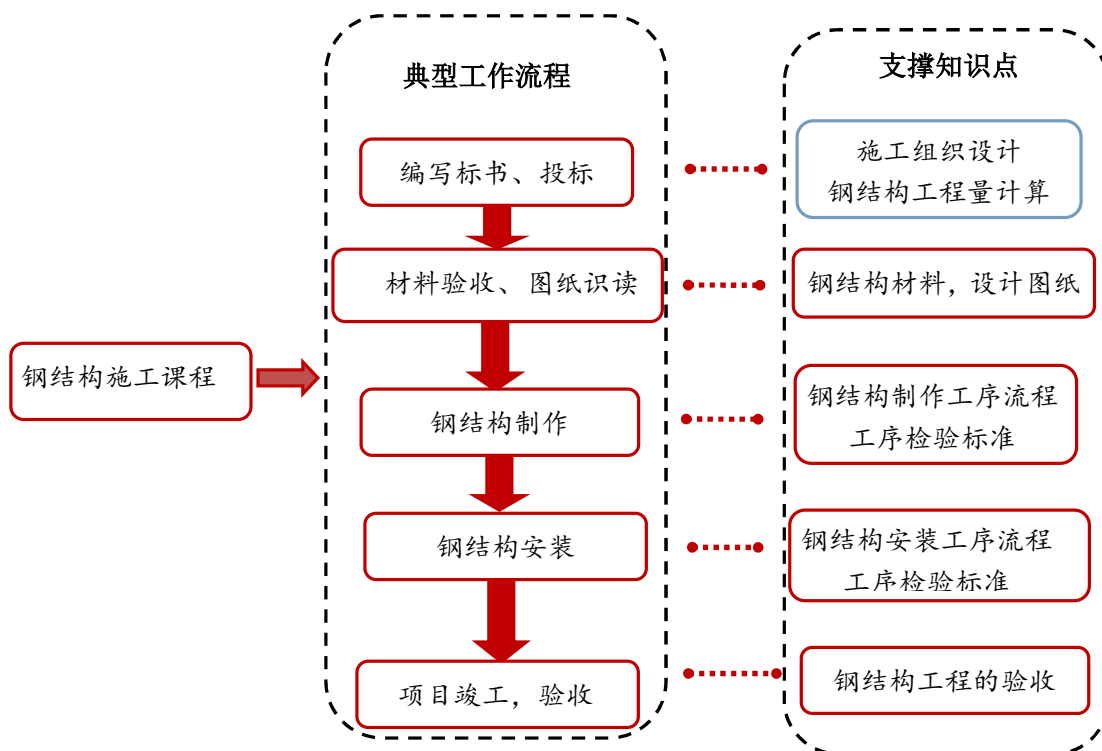 典型工作流程
支撑知识点
编写标书、投标
施工组织设计
钢结构工程量计算
材料验收、图纸识读
钢结构材料，设计图纸
钢结构施工课程
钢结构制作
钢结构制作工序流程
工序检验标准
钢结构安装
钢结构安装工序流程
工序检验标准
项目竣工，验收
钢结构工程的验收